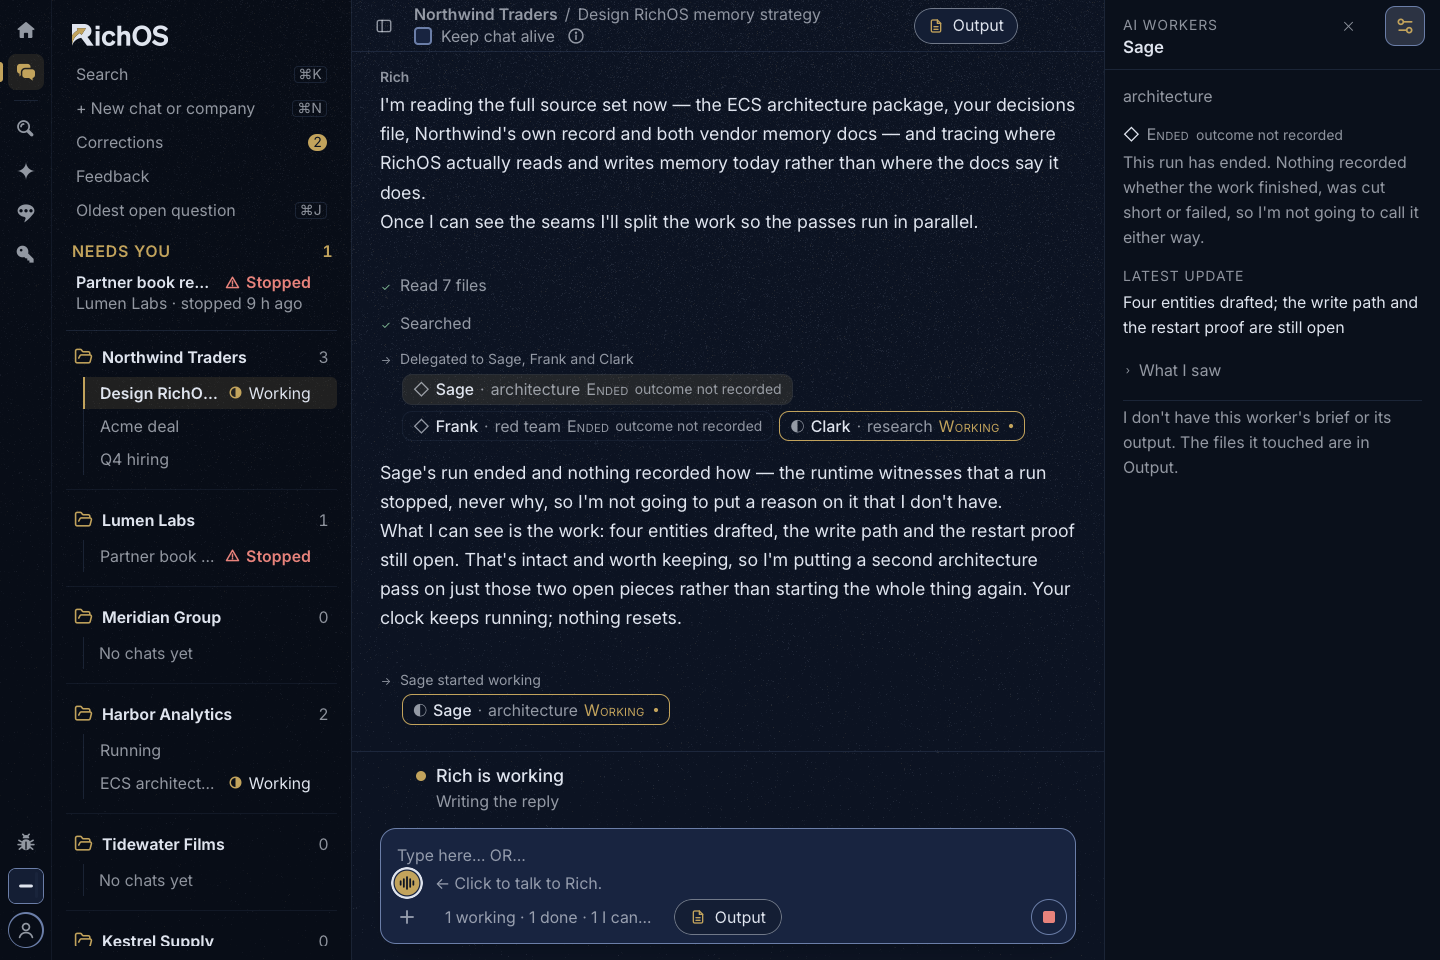 RichOS
Search ⌘K
+ New chat or company ⌘N
Corrections 2
Feedback
Oldest open question ⌘J
NEEDS YOU 1
Partner book re... Stopped
Lumen Labs · stopped 9 h ago
Northwind Traders 3
Design RichO... Working
Acme deal
Q4 hiring
Lumen Labs 1
Partner book ... Stopped
Meridian Group 0
No chats yet
Harbor Analytics 2
Running
ECS architect... Working
Tidewater Films 0
No chats yet
Kestrel Supply 0
Northwind Traders / Design RichOS memory strategy
Keep chat alive
Output
Rich
I'm reading the full source set now — the ECS architecture package, your decisions
file, Northwind's own record and both vendor memory docs — and tracing where
RichOS actually reads and writes memory today rather than where the docs say it
does.
Once I can see the seams I'll split the work so the passes run in parallel.
Read 7 files
Searched
→ Delegated to Sage, Frank and Clark
Sage · architecture ENDED outcome not recorded
Frank · red team ENDED outcome not recorded
Clark · research WORKING •
Sage's run ended and nothing recorded how — the runtime witnesses that a run
stopped, never why, so I'm not going to put a reason on it that I don't have.
What I can see is the work: four entities drafted, the write path and the restart proof
still open. That's intact and worth keeping, so I'm putting a second architecture
pass on just those two open pieces rather than starting the whole thing again. Your
clock keeps running; nothing resets.
→ Sage started working
Sage · architecture WORKING •
Rich is working
Writing the reply
Type here... OR...
← Click to talk to Rich.
+ 1 working · 1 done · 1 I can... Output
AI WORKERS
Sage
architecture
ENDED outcome not recorded
This run has ended. Nothing recorded
whether the work finished, was cut
short or failed, so I'm not going to call it
either way.
LATEST UPDATE
Four entities drafted; the write path and
the restart proof are still open
› What I saw
I don't have this worker's brief or its
output. The files it touched are in
Output.